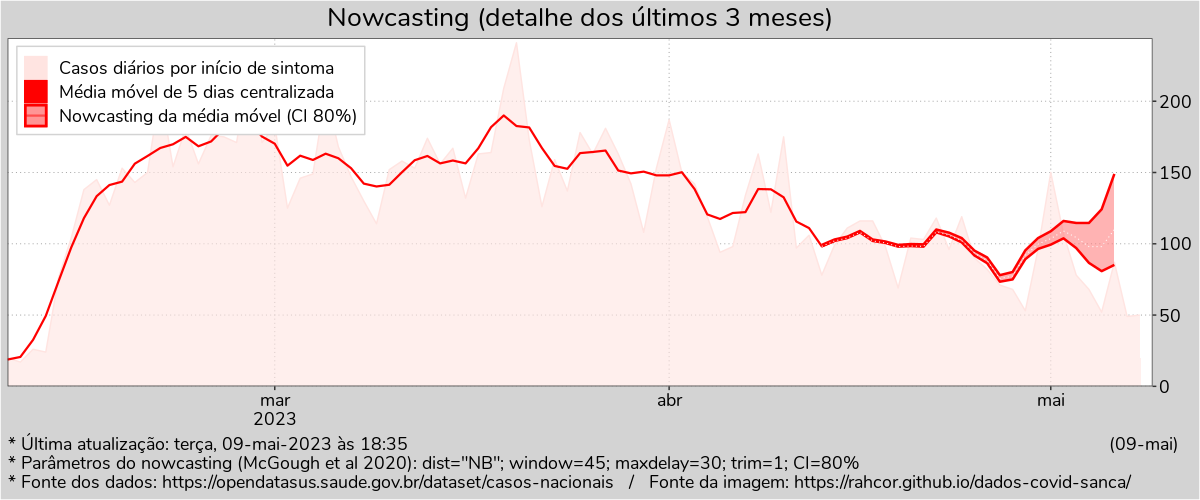 Nowcasting (detalhe dos últimos 3 meses)
Casos diários por início de sintoma
Média móvel de 5 dias centralizada
Nowcasting da média móvel (CI 80%)
200
150
100
50
0
mar
2023
abr
mai
* Última atualização: terça, 09-mai-2023 às 18:35
(09-mai)
* Parâmetros do nowcasting (McGough et al 2020): dist="NB"; window=45; maxdelay=30; trim=1; CI=80%
* Fonte dos dados: https://opendatasus.saude.gov.br/dataset/casos-nacionais / Fonte da imagem: https://rahcor.github.io/dados-covid-sanca/